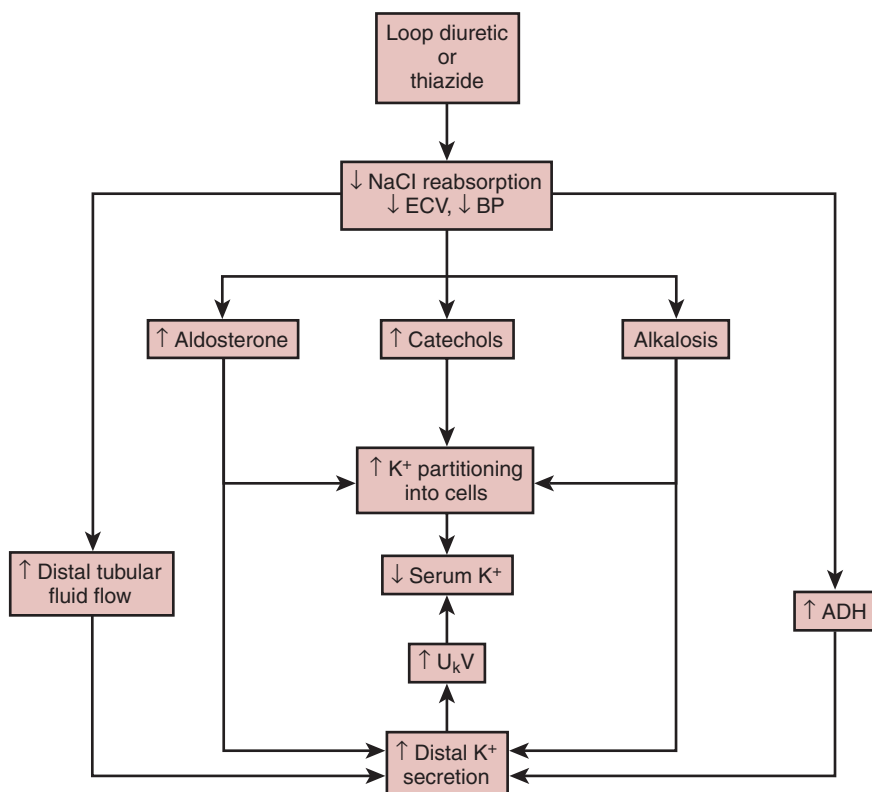 Loop diuretic
or
thiazide
↓ NaCl reabsorption
↓ ECV, ↓ BP
↑ Aldosterone
↑ Catechols
Alkalosis
↑ K⁺ partitioning
into cells
↑ Distal tubular
fluid flow
↓ Serum K⁺
↑ ADH
↑ UₖV
↑ Distal K⁺
secretion